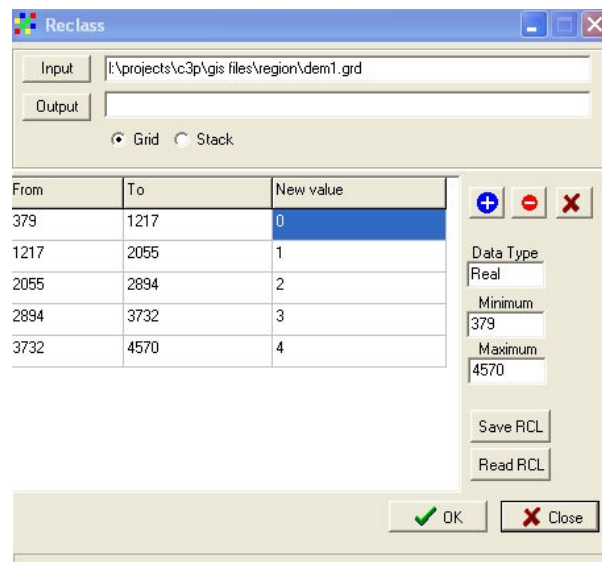 Reclass
Input I:\projects\c3p\gis files\region\dem1.grd
Output
Grid Stack
From To New value
379 1217 0
1217 2055 1
2055 2894 2
2894 3732 3
3732 4570 4
Data Type
Real
Minimum
379
Maximum
4570
Save RCL
Read RCL
OK Close